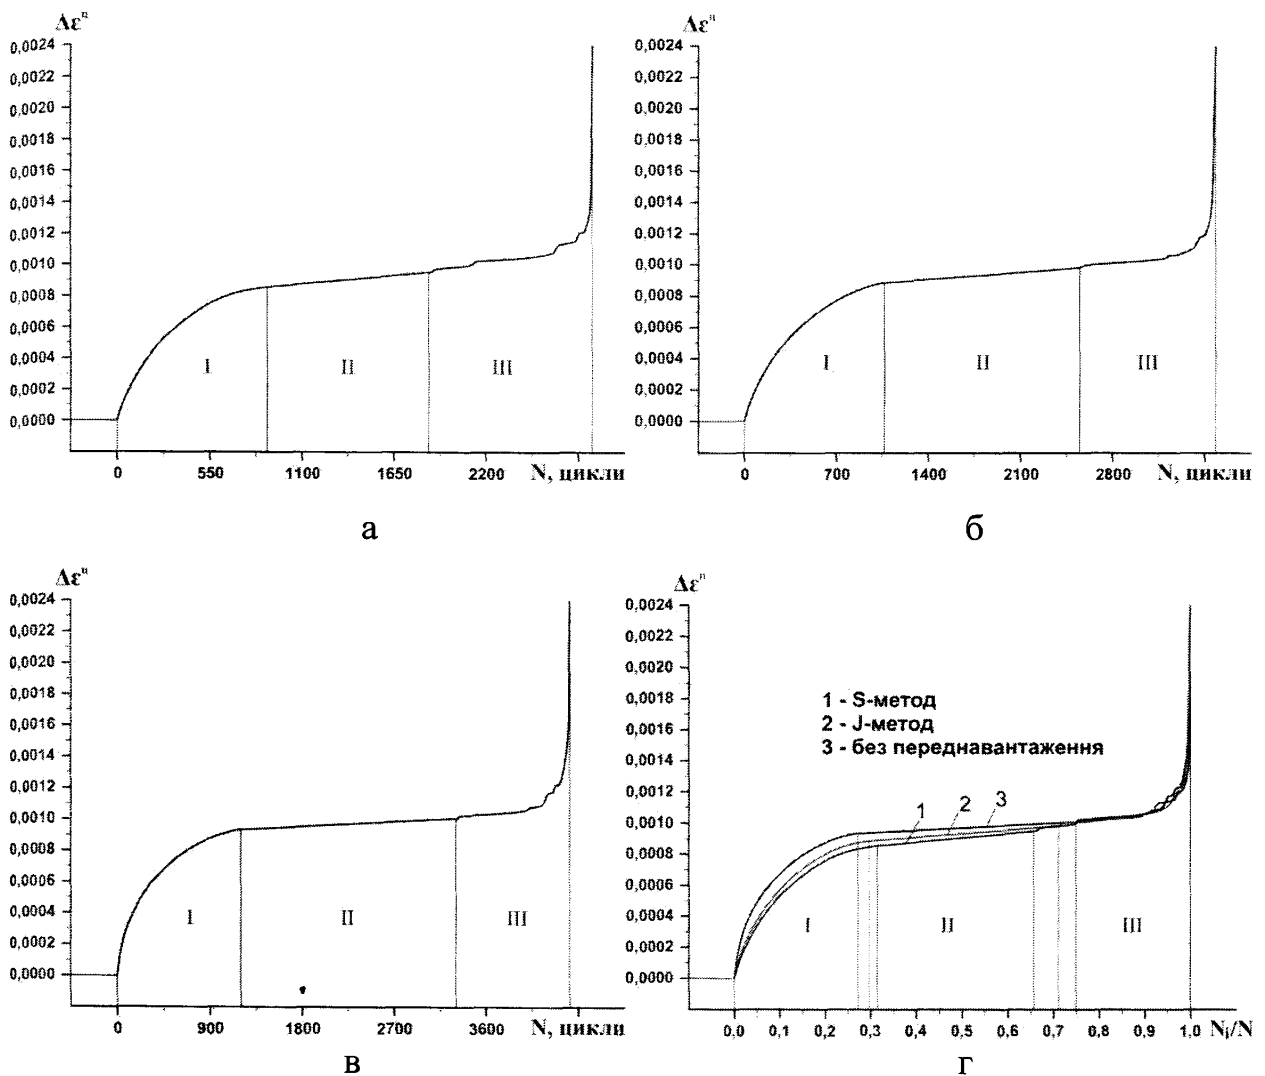 Δεⁿ
0,0024
0,0022
0,0020
0,0018
0,0016
0,0014
0,0012
0,0010
0,0008
0,0006
0,0004
0,0002
0,0000
I II III
0 550 1100 1650 2200 N, цикли
а
Δεⁿ
0,0024
0,0022
0,0020
0,0018
0,0016
0,0014
0,0012
0,0010
0,0008
0,0006
0,0004
0,0002
0,0000
I II III
0 700 1400 2100 2800 N, цикли
б
Δεⁿ
0,0024
0,0022
0,0020
0,0018
0,0016
0,0014
0,0012
0,0010
0,0008
0,0006
0,0004
0,0002
0,0000
I II III
0 900 1800 2700 3600 N, цикли
в
Δεⁿ
0,0024
0,0022
0,0020
0,0018
0,0016
0,0014
0,0012
0,0010
0,0008
0,0006
0,0004
0,0002
0,0000
1 - S-метод
2 - J-метод
3 - без переднавантаження
1 2 3
I II III
0,0 0,1 0,2 0,3 0,4 0,5 0,6 0,7 0,8 0,9 1,0 Nᵢ/N
г